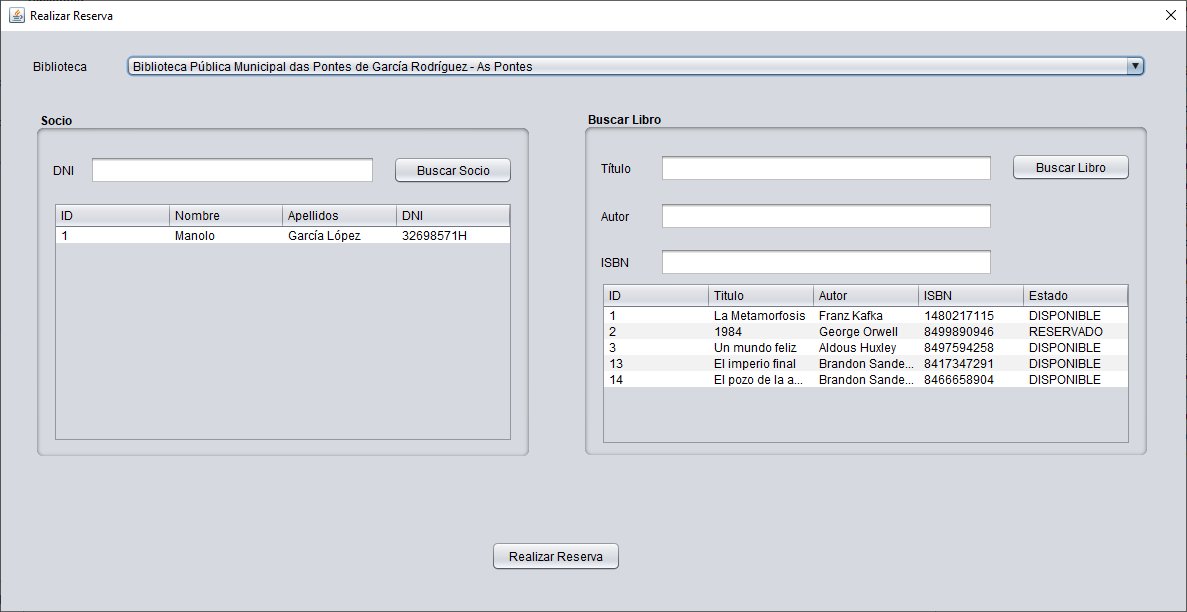 Realizar Reserva
Biblioteca Biblioteca Pública Municipal das Pontes de García Rodríguez - As Pontes
Socio
DNI Buscar Socio
ID Nombre Apellidos DNI
1 Manolo García López 32698571H
Buscar Libro
Título Buscar Libro
Autor
ISBN
ID Titulo Autor ISBN Estado
1 La Metamorfosis Franz Kafka 1480217115 DISPONIBLE
2 1984 George Orwell 8499890946 RESERVADO
3 Un mundo feliz Aldous Huxley 8497594258 DISPONIBLE
13 El imperio final Brandon Sande... 8417347291 DISPONIBLE
14 El pozo de la a... Brandon Sande... 8466658904 DISPONIBLE
Realizar Reserva